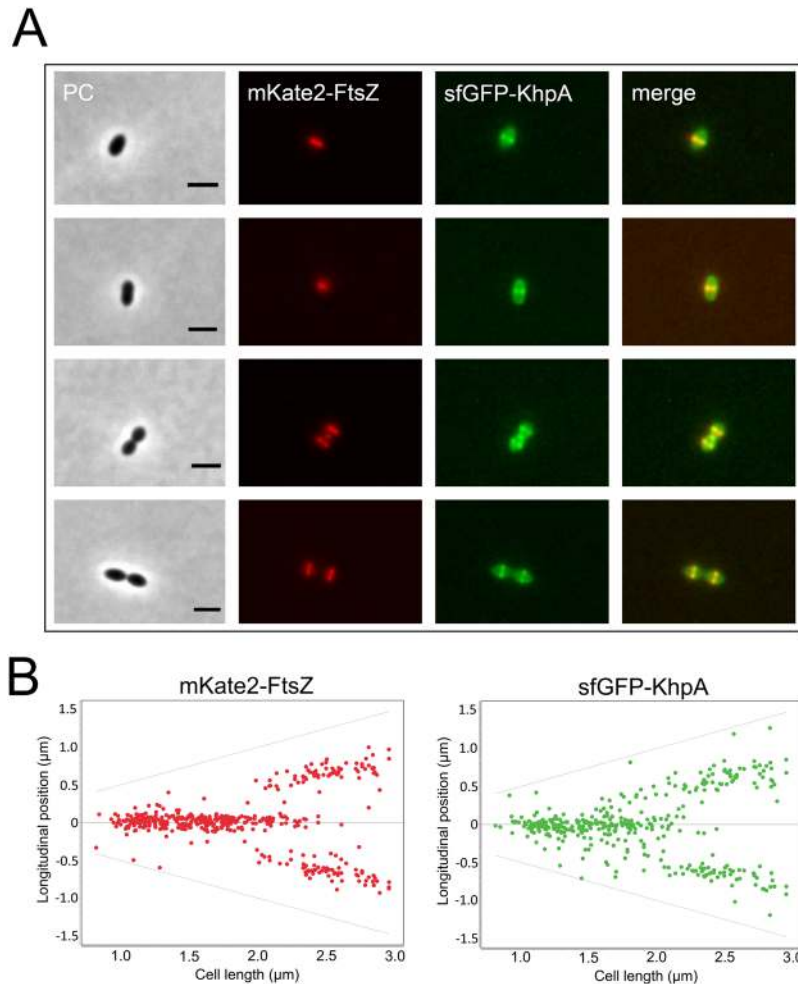 A
PC mKate2-FtsZ sfGFP-KhpA merge
B
mKate2-FtsZ sfGFP-KhpA
1.5 1.5
1.0 1.0
0.5 0.5
0 0
-0.5 -0.5
-1.0 -1.0
-1.5 -1.5
Longitudinal position (µm) Longitudinal position (µm)
1.0 1.5 2.0 2.5 3.0 1.0 1.5 2.0 2.5 3.0
Cell length (µm) Cell length (µm)